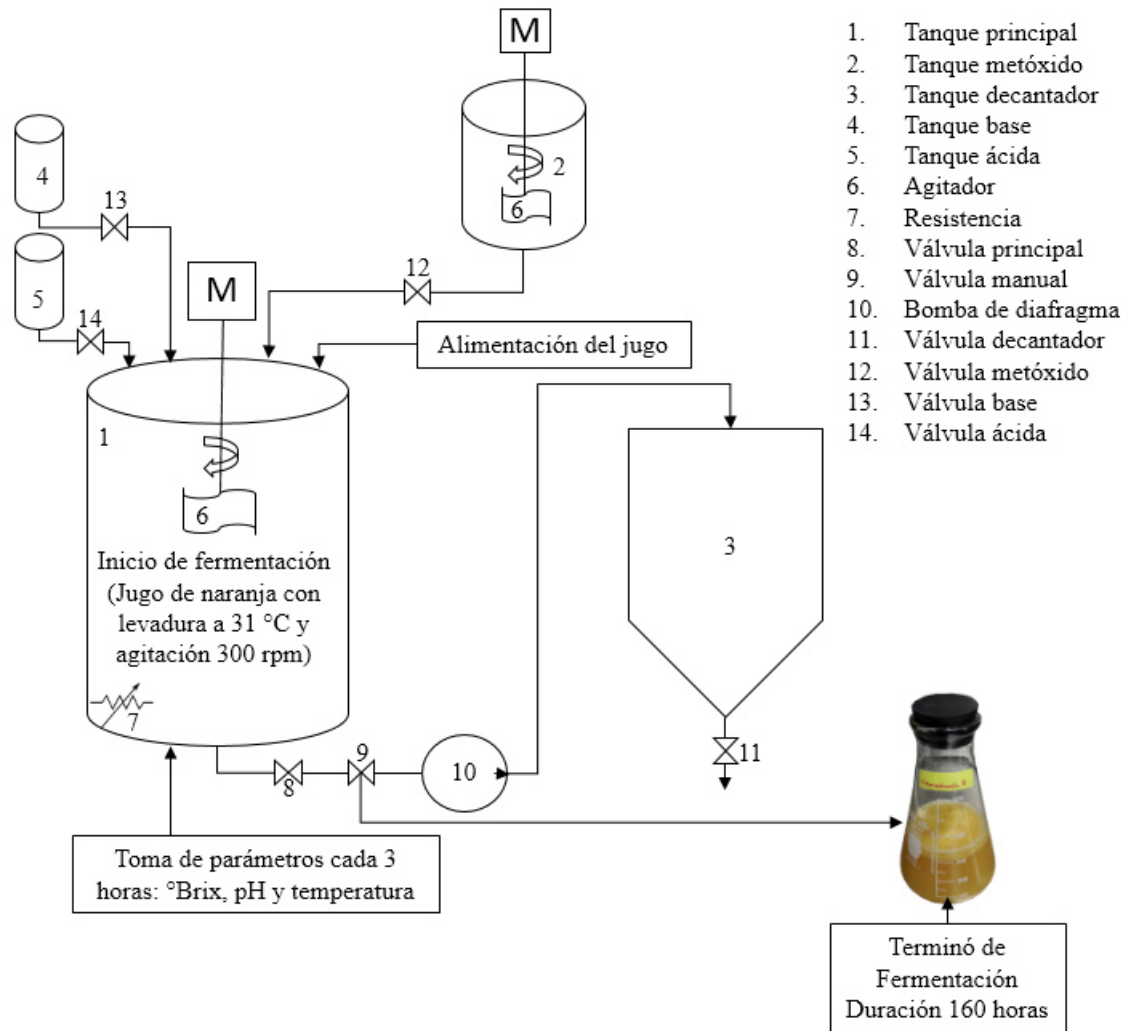 M
M
1. Tanque principal
2. Tanque metóxido
3. Tanque decantador
4. Tanque base
5. Tanque ácida
6. Agitador
7. Resistencia
8. Válvula principal
9. Válvula manual
10. Bomba de diafragma
11. Válvula decantador
12. Válvula metóxido
13. Válvula base
14. Válvula ácida
4
13
2
6
5
14
12
Alimentación del jugo
1
6
Inicio de fermentación
(Jugo de naranja con
levadura a 31 °C y
agitación 300 rpm)
7
3
8
9
10
11
Toma de parámetros cada 3
horas: °Brix, pH y temperatura
Terminó de
Fermentación
Duración 160 horas